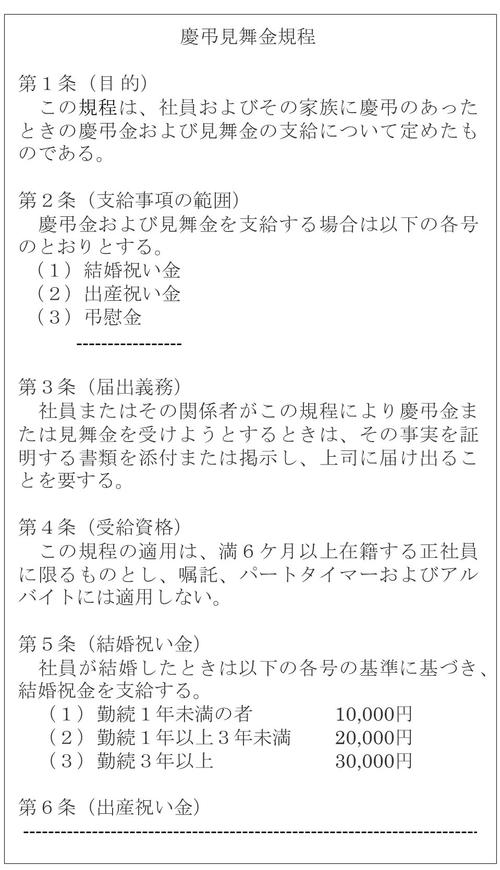 慶弔見舞金規程
第１条（目 的）
この規程は、社員およびその家族に慶弔のあった
ときの慶弔金および見舞金の支給について定めたも
のである。
第２条（支給事項の範囲）
慶弔金および見舞金を支給する場合は以下の各号
のとおりとする。
（１）結婚祝い金
（２）出産祝い金
（３）弔慰金
-----------------
第３条（届出義務）
社員またはその関係者がこの規程により慶弔金ま
たは見舞金を受けようとするときは、その事実を証
明する書類を添付または掲示し、上司に届け出るこ
とを要する。
第４条（受給資格）
この規程の適用は、満６ケ月以上在籍する正社員
に限るものとし、嘱託、パートタイマーおよびアル
バイトには適用しない。
第５条（結婚祝い金）
社員が結婚したときは以下の各号の基準に基づき、
結婚祝金を支給する。
（１）勤続１年未満の者 10,000円
（２）勤続１年以上３年未満 20,000円
（３）勤続３年以上 30,000円
第６条（出産祝い金）
--------------------------------------------------------------------------